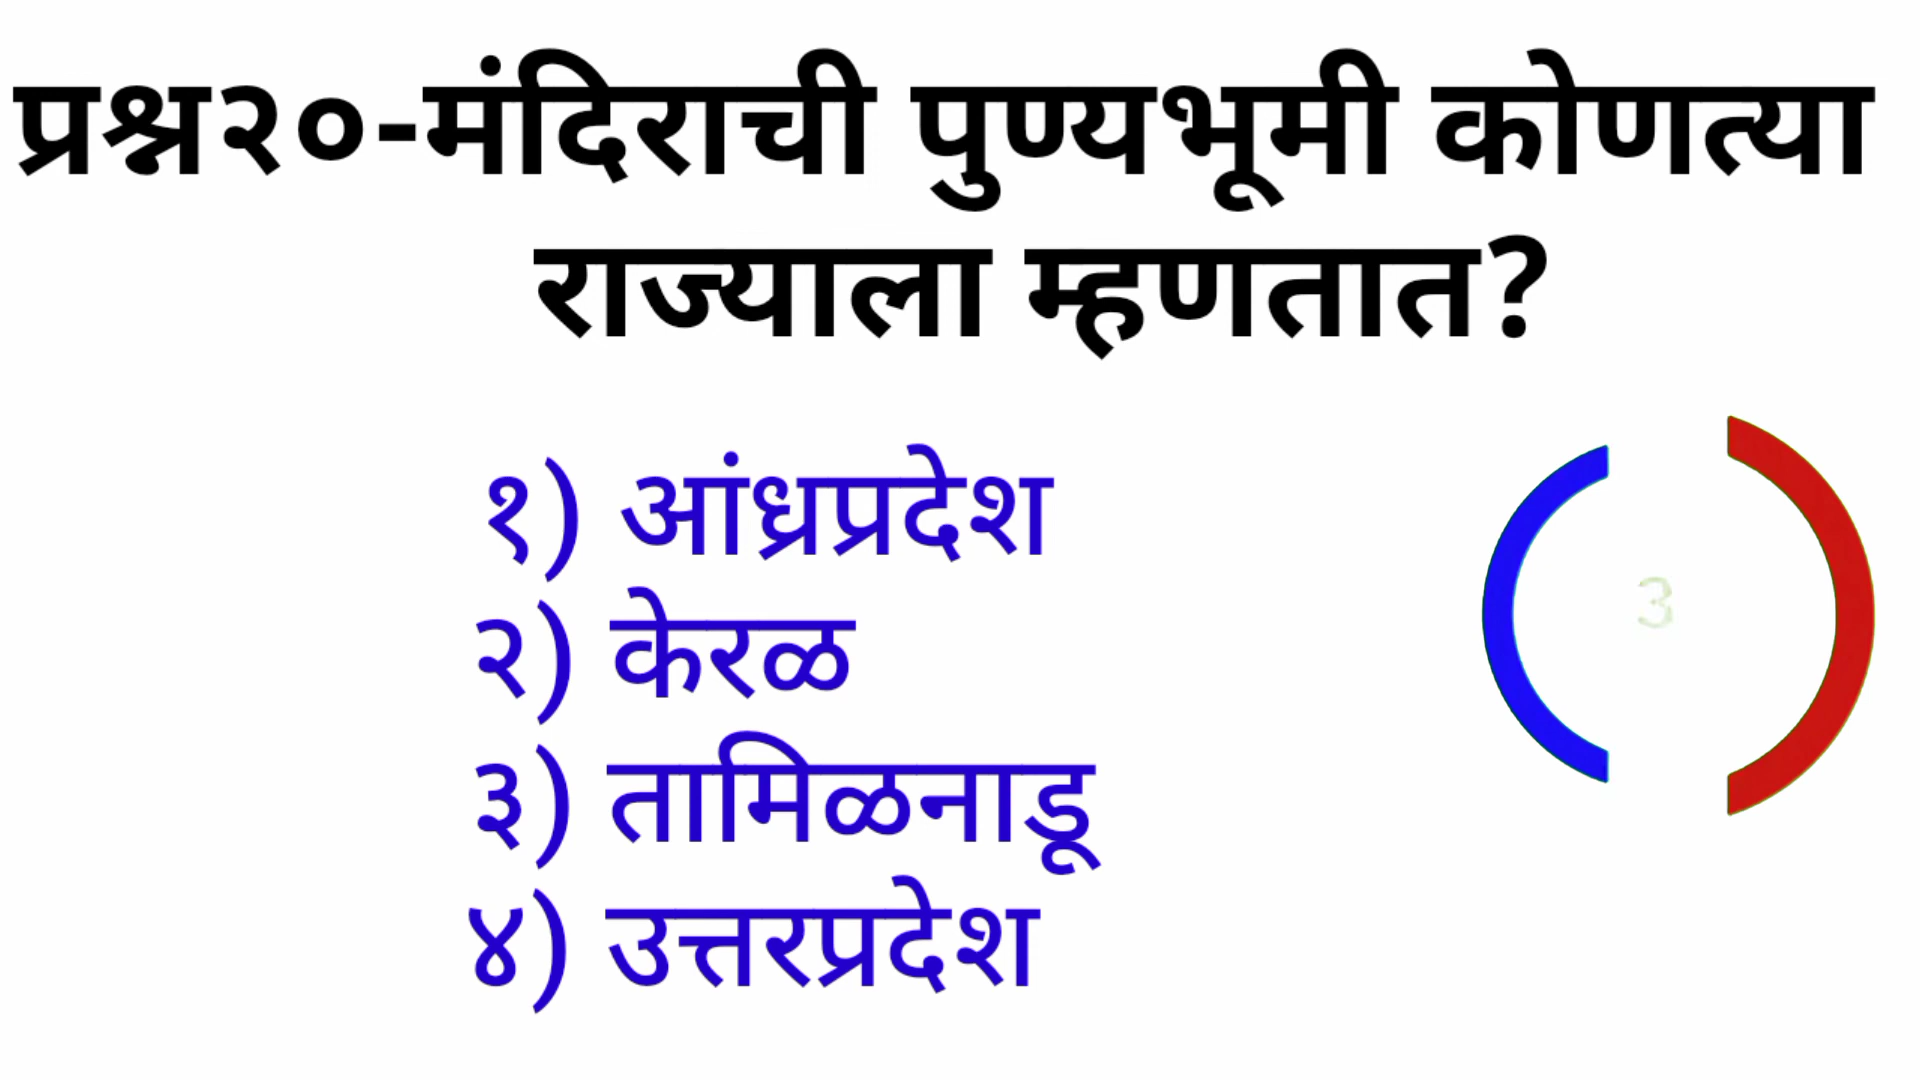 प्रश्न२०-मंदिराची पुण्यभूमी कोणत्या
राज्याला म्हणतात?
१) आंध्रप्रदेश
२) केरळ
३) तामिळनाडू
४) उत्तरप्रदेश
3